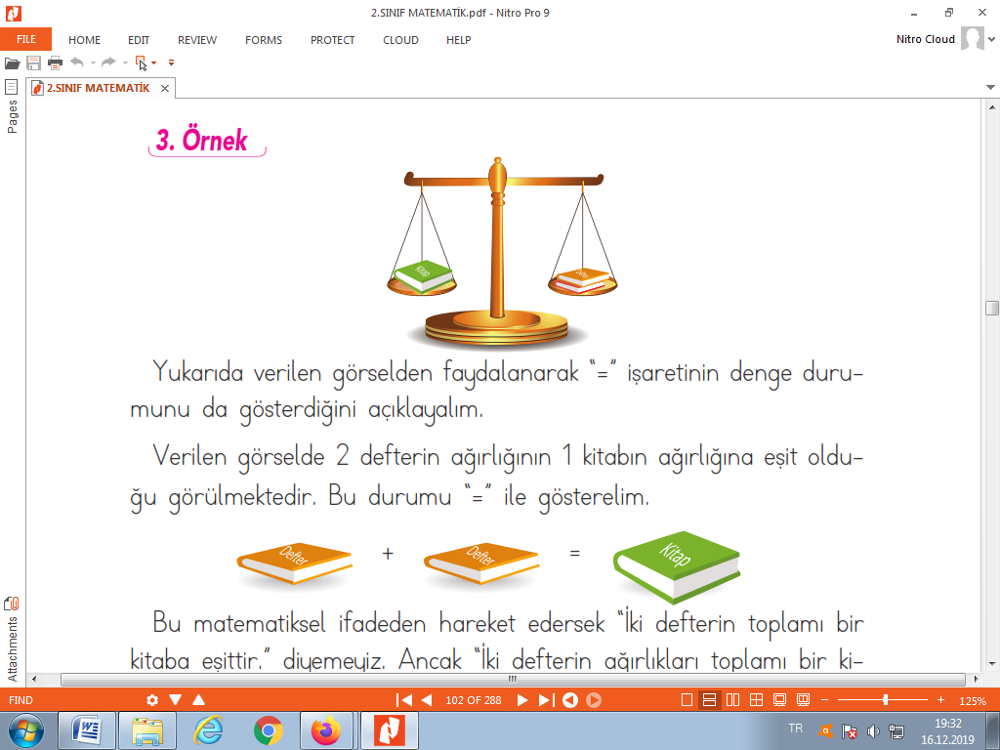 2.SINIF MATEMATİK.pdf - Nitro Pro 9
FILE HOME EDIT REVIEW FORMS PROTECT CLOUD HELP
Nitro Cloud
2.SINIF MATEMATİK
Pages
3. Örnek
Kitap
Yukarıda verilen görselden faydalanarak “=” işaretinin denge duru-
munu da gösterdiğini açıklayalım.
Verilen görselde 2 defterin ağırlığının 1 kitabın ağırlığına eşit oldu-
ğu görülmektedir. Bu durumu “=” ile gösterelim.
Defter + Defter = Kitap
Bu matematiksel ifadeden hareket edersek “İki defterin toplamı bir
kitaba eşittir.” diyemeyiz. Ancak “İki defterin ağırlıkları toplamı bir ki-
Attachments
FIND
102 OF 288
125%
TR
19:32
16.12.2019